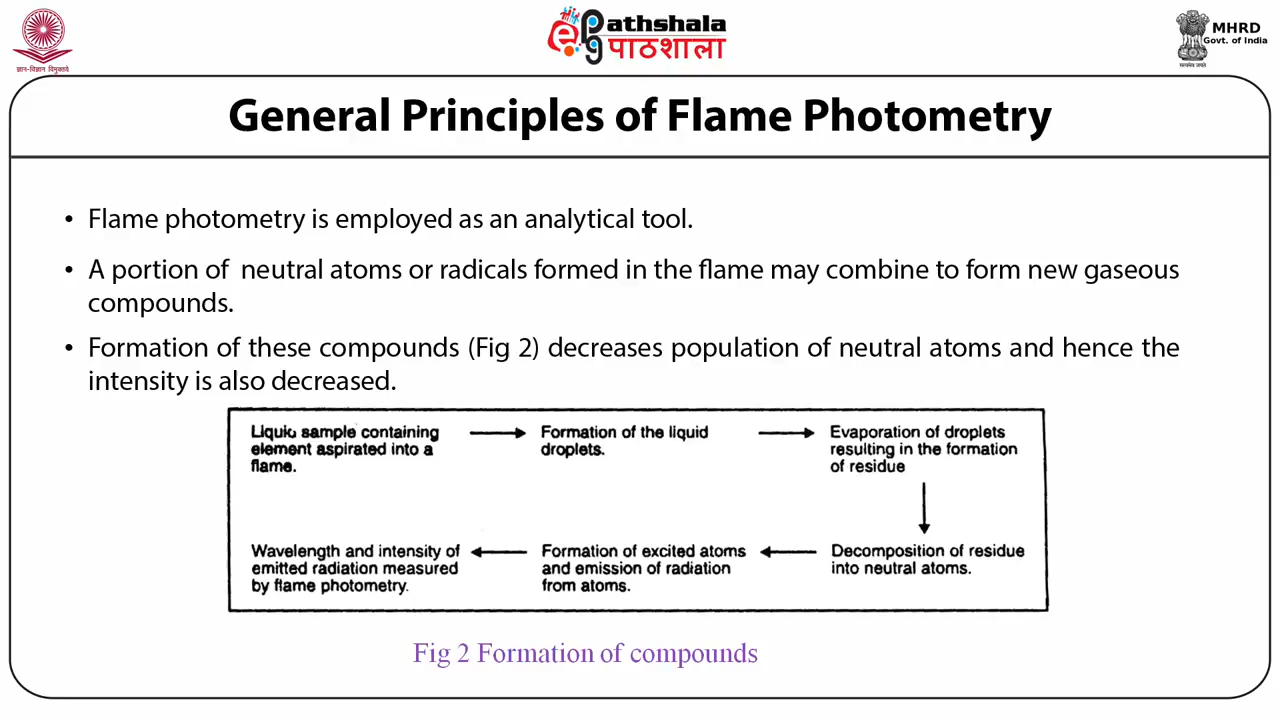 ज्ञान-विज्ञान विमुक्तये
ePathshala
पाठशाला
MHRD
Govt. of India
सत्यमेव जयते
General Principles of Flame Photometry
• Flame photometry is employed as an analytical tool.
• A portion of neutral atoms or radicals formed in the flame may combine to form new gaseous
compounds.
• Formation of these compounds (Fig 2) decreases population of neutral atoms and hence the
intensity is also decreased.
Liquid sample containing
element aspirated into a
flame.
Formation of the liquid
droplets.
Evaporation of droplets
resulting in the formation
of residue
Decomposition of residue
into neutral atoms.
Formation of excited atoms
and emission of radiation
from atoms.
Wavelength and intensity of
emitted radiation measured
by flame photometry.
Fig 2 Formation of compounds